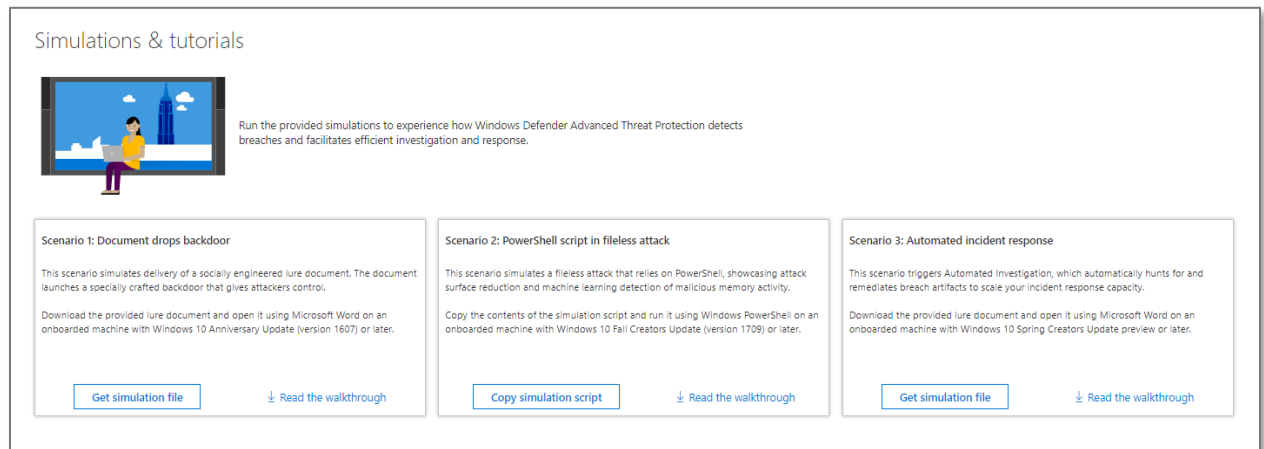 Simulations & tutorials
Run the provided simulations to experience how Windows Defender Advanced Threat Protection detects
breaches and facilitates efficient investigation and response.
Scenario 1: Document drops backdoor
This scenario simulates delivery of a socially engineered lure document. The document
launches a specially crafted backdoor that gives attackers control.
Download the provided lure document and open it using Microsoft Word on an
onboarded machine with Windows 10 Anniversary Update (version 1607) or later.
Get simulation file
Read the walkthrough
Scenario 2: PowerShell script in fileless attack
This scenario simulates a fileless attack that relies on PowerShell, showcasing attack
surface reduction and machine learning detection of malicious memory activity.
Copy the contents of the simulation script and run it using Windows PowerShell on an
onboarded machine with Windows 10 Fall Creators Update (version 1709) or later.
Copy simulation script
Read the walkthrough
Scenario 3: Automated incident response
This scenario triggers Automated Investigation, which automatically hunts for and
remediates breach artifacts to scale your incident response capacity.
Download the provided lure document and open it using Microsoft Word on an
onboarded machine with Windows 10 Spring Creators Update preview or later.
Get simulation file
Read the walkthrough